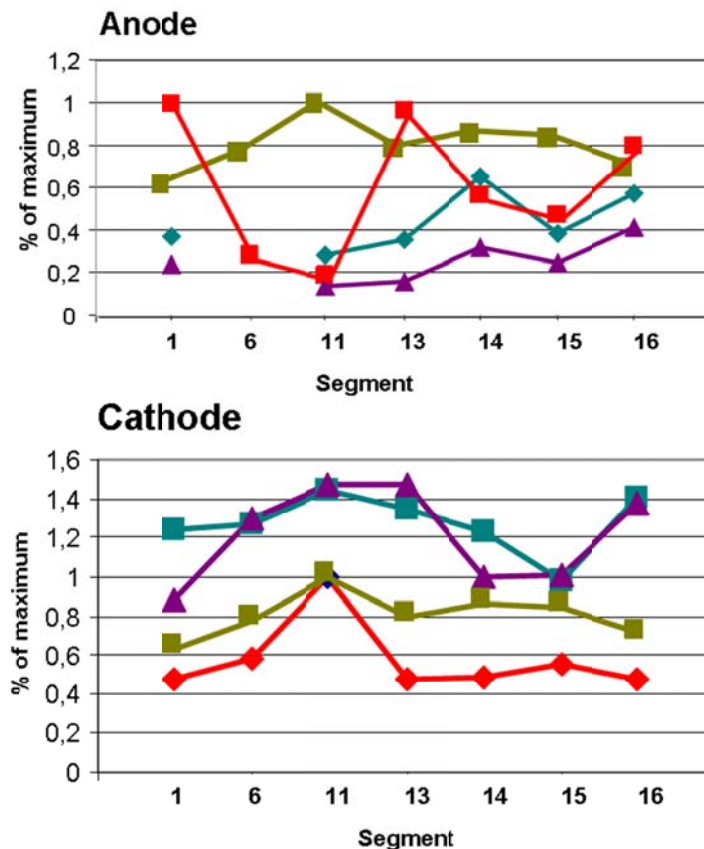 Anode
1,2
1
0,8
0,6
0,4
0,2
0
% of maximum
1 6 11 13 14 15 16
Segment
Cathode
1,6
1,4
1,2
1
0,8
0,6
0,4
0,2
0
% of maximum
1 6 11 13 14 15 16
Segment